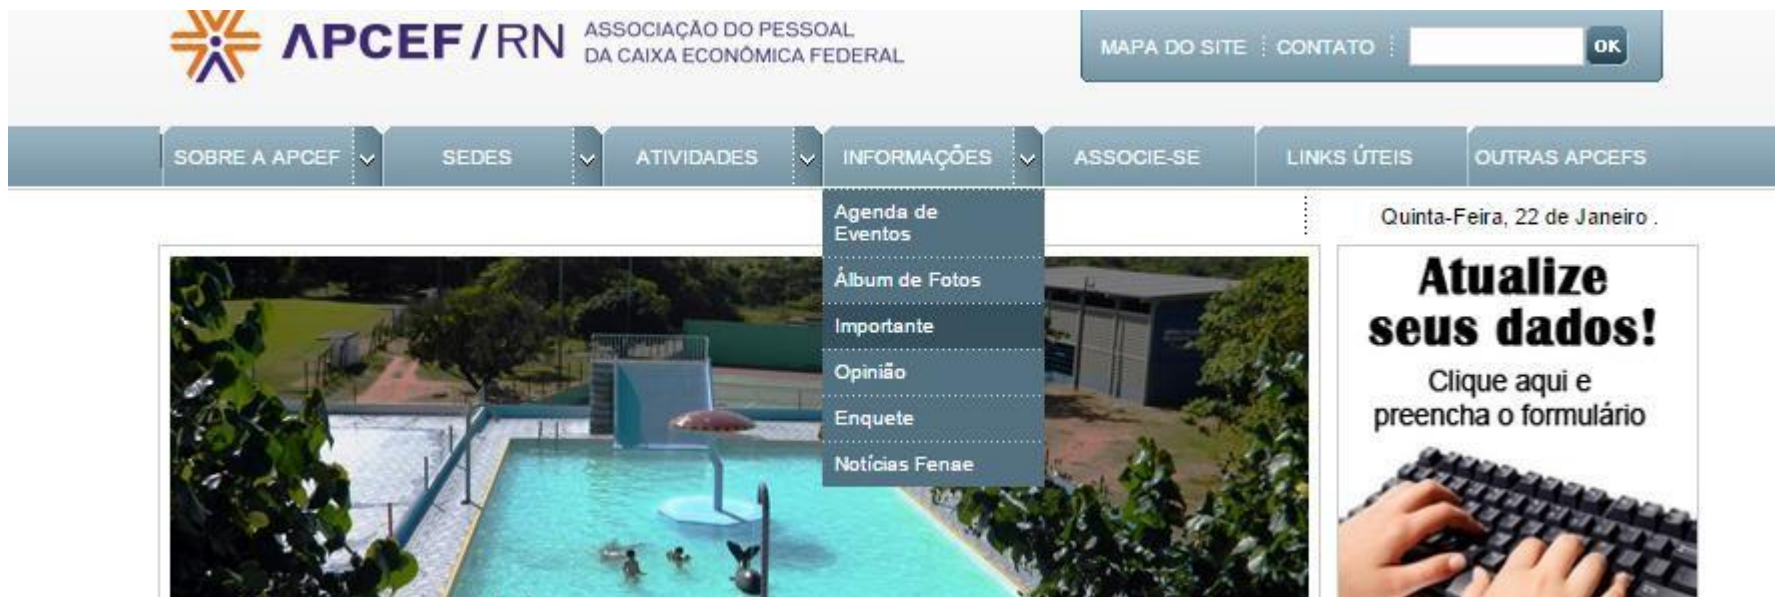 APCEF/RN
ASSOCIAÇÃO DO PESSOAL
DA CAIXA ECONÔMICA FEDERAL
MAPA DO SITE
CONTATO
OK
SOBRE A APCEF
SEDES
ATIVIDADES
INFORMAÇÕES
ASSOCIE-SE
LINKS ÚTEIS
OUTRAS APCEFS
Agenda de
Eventos
Álbum de Fotos
Importante
Opinião
Enquete
Notícias Fenae
Quinta-Feira, 22 de Janeiro .
Atualize
seus dados!
Clique aqui e
preencha o formulário